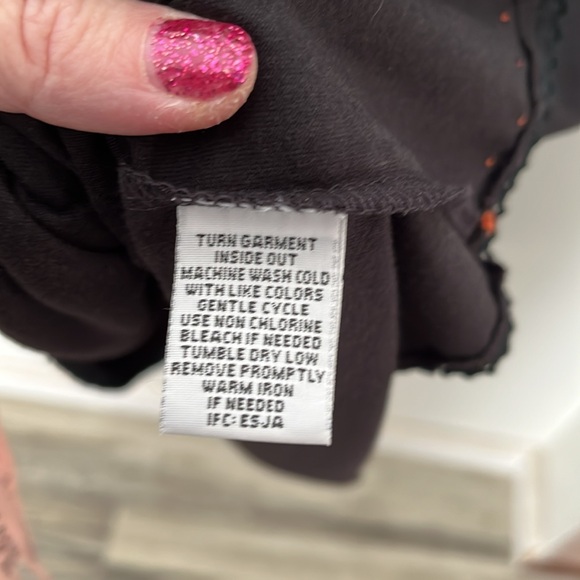 TURN GARMENT
INSIDE OUT
MACHINE WASH COLD
WITH LIKE COLORS
GENTLE CYCLE
USE NON CHLORINE
BLEACH IF NEEDED
TUMBLE DRY LOW
REMOVE PROMPTLY
WARM IRON
IF NEEDED
IFC: ESJA